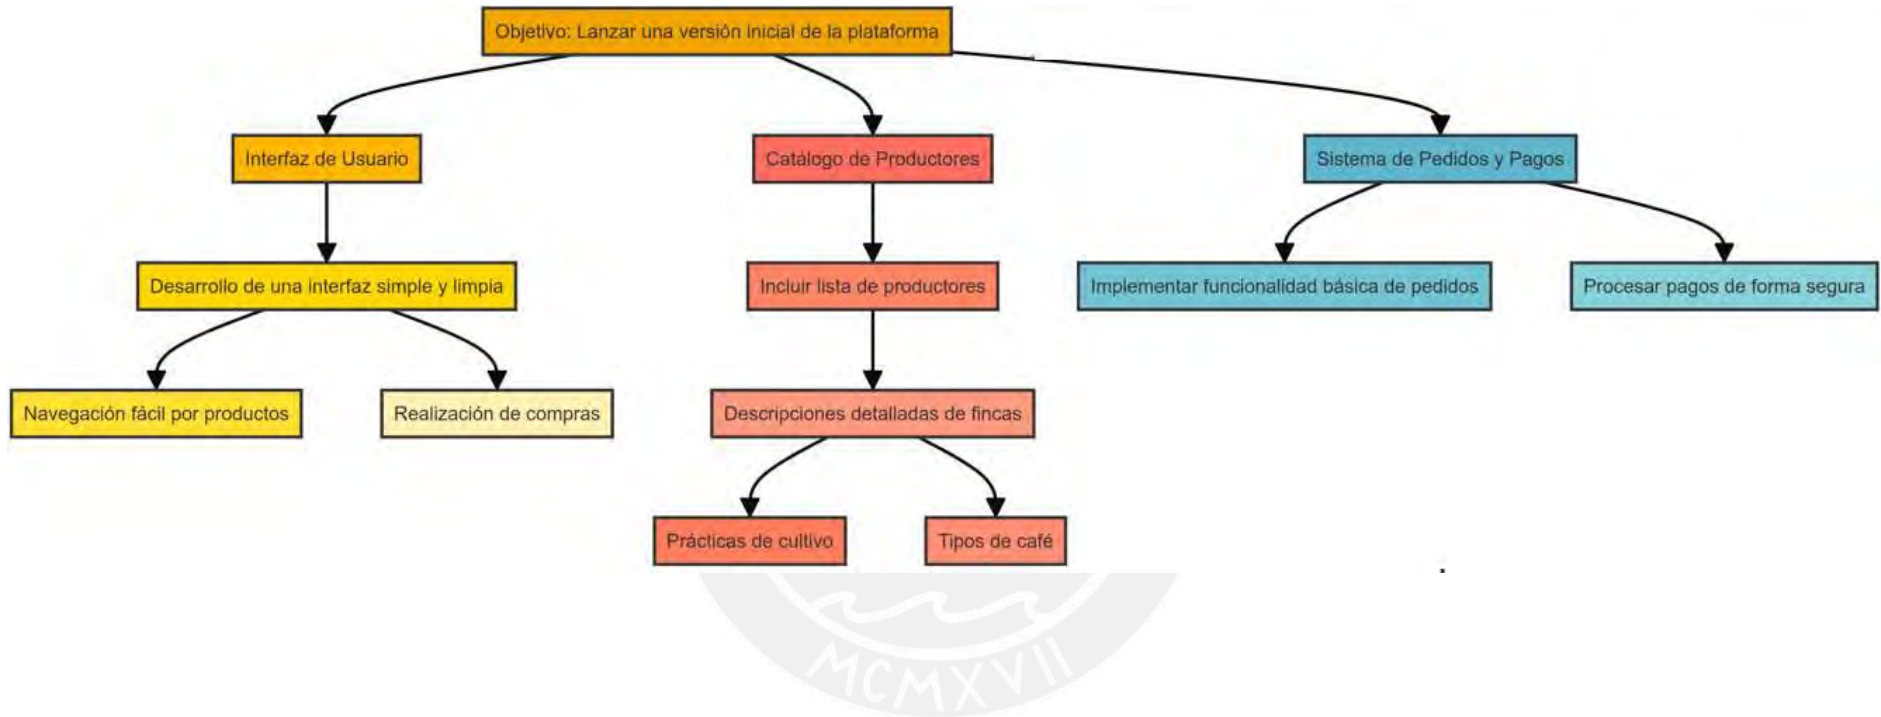 Objetivo: Lanzar una versión inicial de la plataforma
Interfaz de Usuario
Catálogo de Productores
Sistema de Pedidos y Pagos
Desarrollo de una interfaz simple y limpia
Incluir lista de productores
Implementar funcionalidad básica de pedidos
Procesar pagos de forma segura
Navegación fácil por productos
Realización de compras
Descripciones detalladas de fincas
Prácticas de cultivo
Tipos de café
MCMXVII